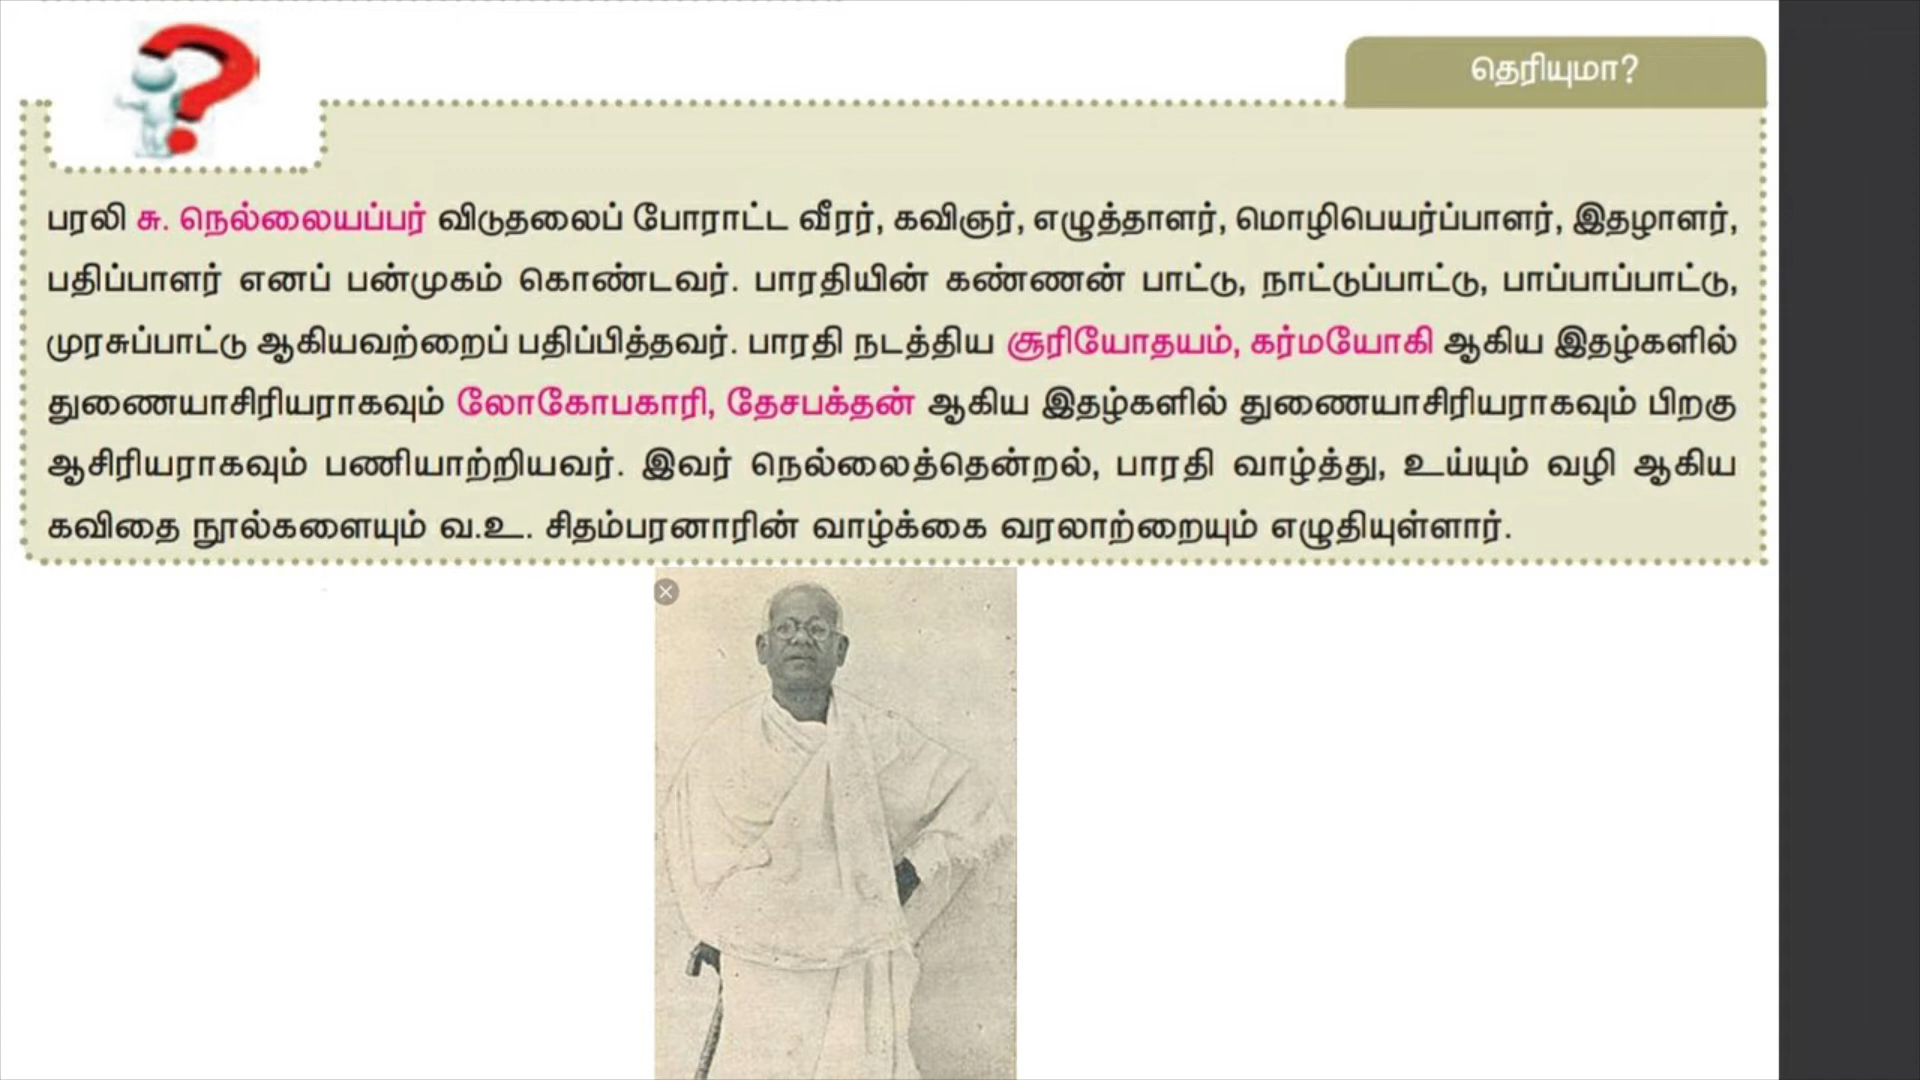 தெரியுமா?
பரலி சு. நெல்லையப்பர் விடுதலைப் போராட்ட வீரர், கவிஞர், எழுத்தாளர், மொழிபெயர்ப்பாளர், இதழாளர்,
பதிப்பாளர் எனப் பன்முகம் கொண்டவர். பாரதியின் கண்ணன் பாட்டு, நாட்டுப்பாட்டு, பாப்பாப்பாட்டு,
முரசுப்பாட்டு ஆகியவற்றைப் பதிப்பித்தவர். பாரதி நடத்திய சூரியோதயம், கர்மயோகி ஆகிய இதழ்களில்
துணையாசிரியராகவும் லோகோபகாரி, தேசபக்தன் ஆகிய இதழ்களில் துணையாசிரியராகவும் பிறகு
ஆசிரியராகவும் பணியாற்றியவர். இவர் நெல்லைத்தென்றல், பாரதி வாழ்த்து, உய்யும் வழி ஆகிய
கவிதை நூல்களையும் வ.உ. சிதம்பரனாரின் வாழ்க்கை வரலாற்றையும் எழுதியுள்ளார்.